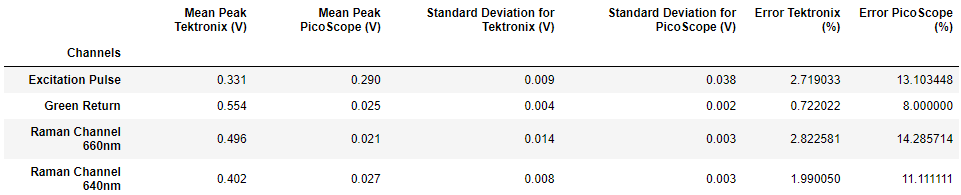 Mean Peak Tektronix (V) Mean Peak PicoScope (V) Standard Deviation for Tektronix (V) Standard Deviation for PicoScope (V) Error Tektronix (%) Error PicoScope (%)
Channels
Excitation Pulse 0.331 0.290 0.009 0.038 2.719033 13.103448
Green Return 0.554 0.025 0.004 0.002 0.722022 8.000000
Raman Channel 660nm 0.496 0.021 0.014 0.003 2.822581 14.285714
Raman Channel 640nm 0.402 0.027 0.008 0.003 1.990050 11.111111